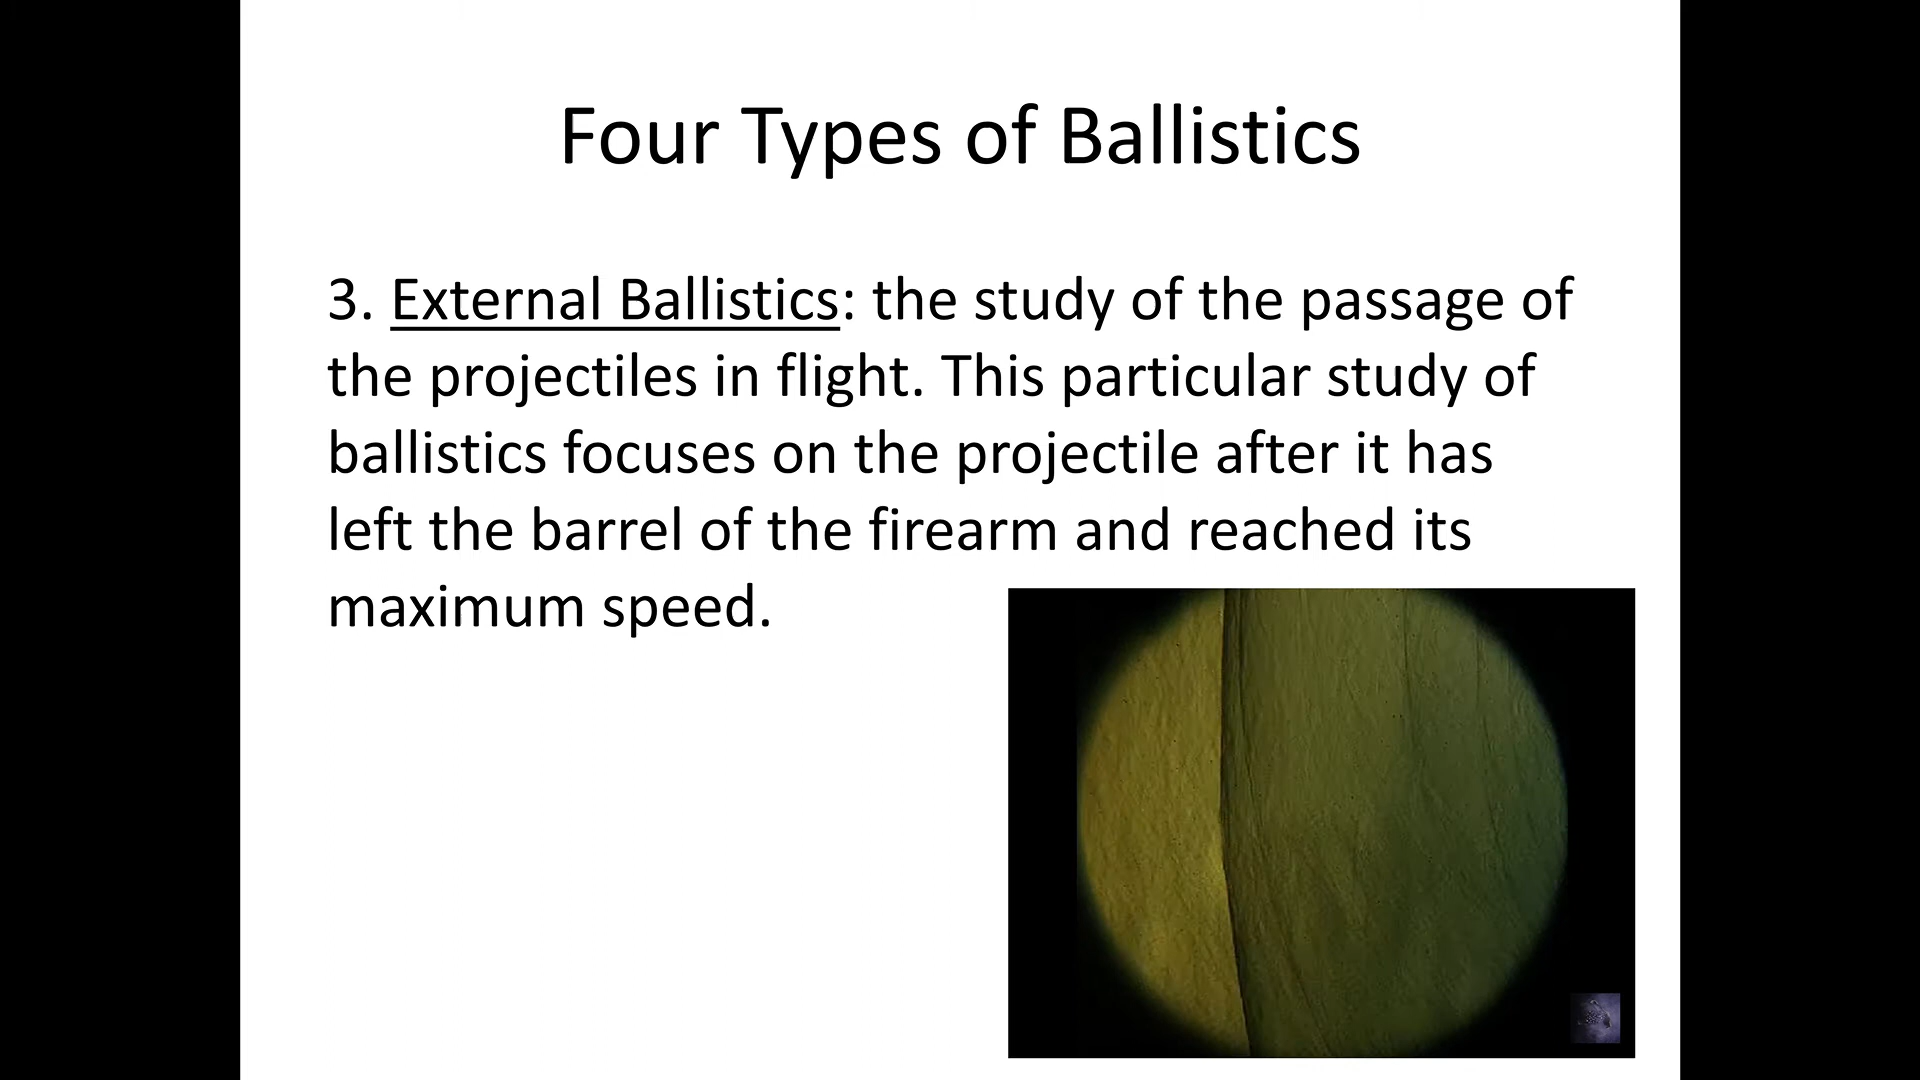 Four Types of Ballistics
3. External Ballistics: the study of the passage of
the projectiles in flight. This particular study of
ballistics focuses on the projectile after it has
left the barrel of the firearm and reached its
maximum speed.